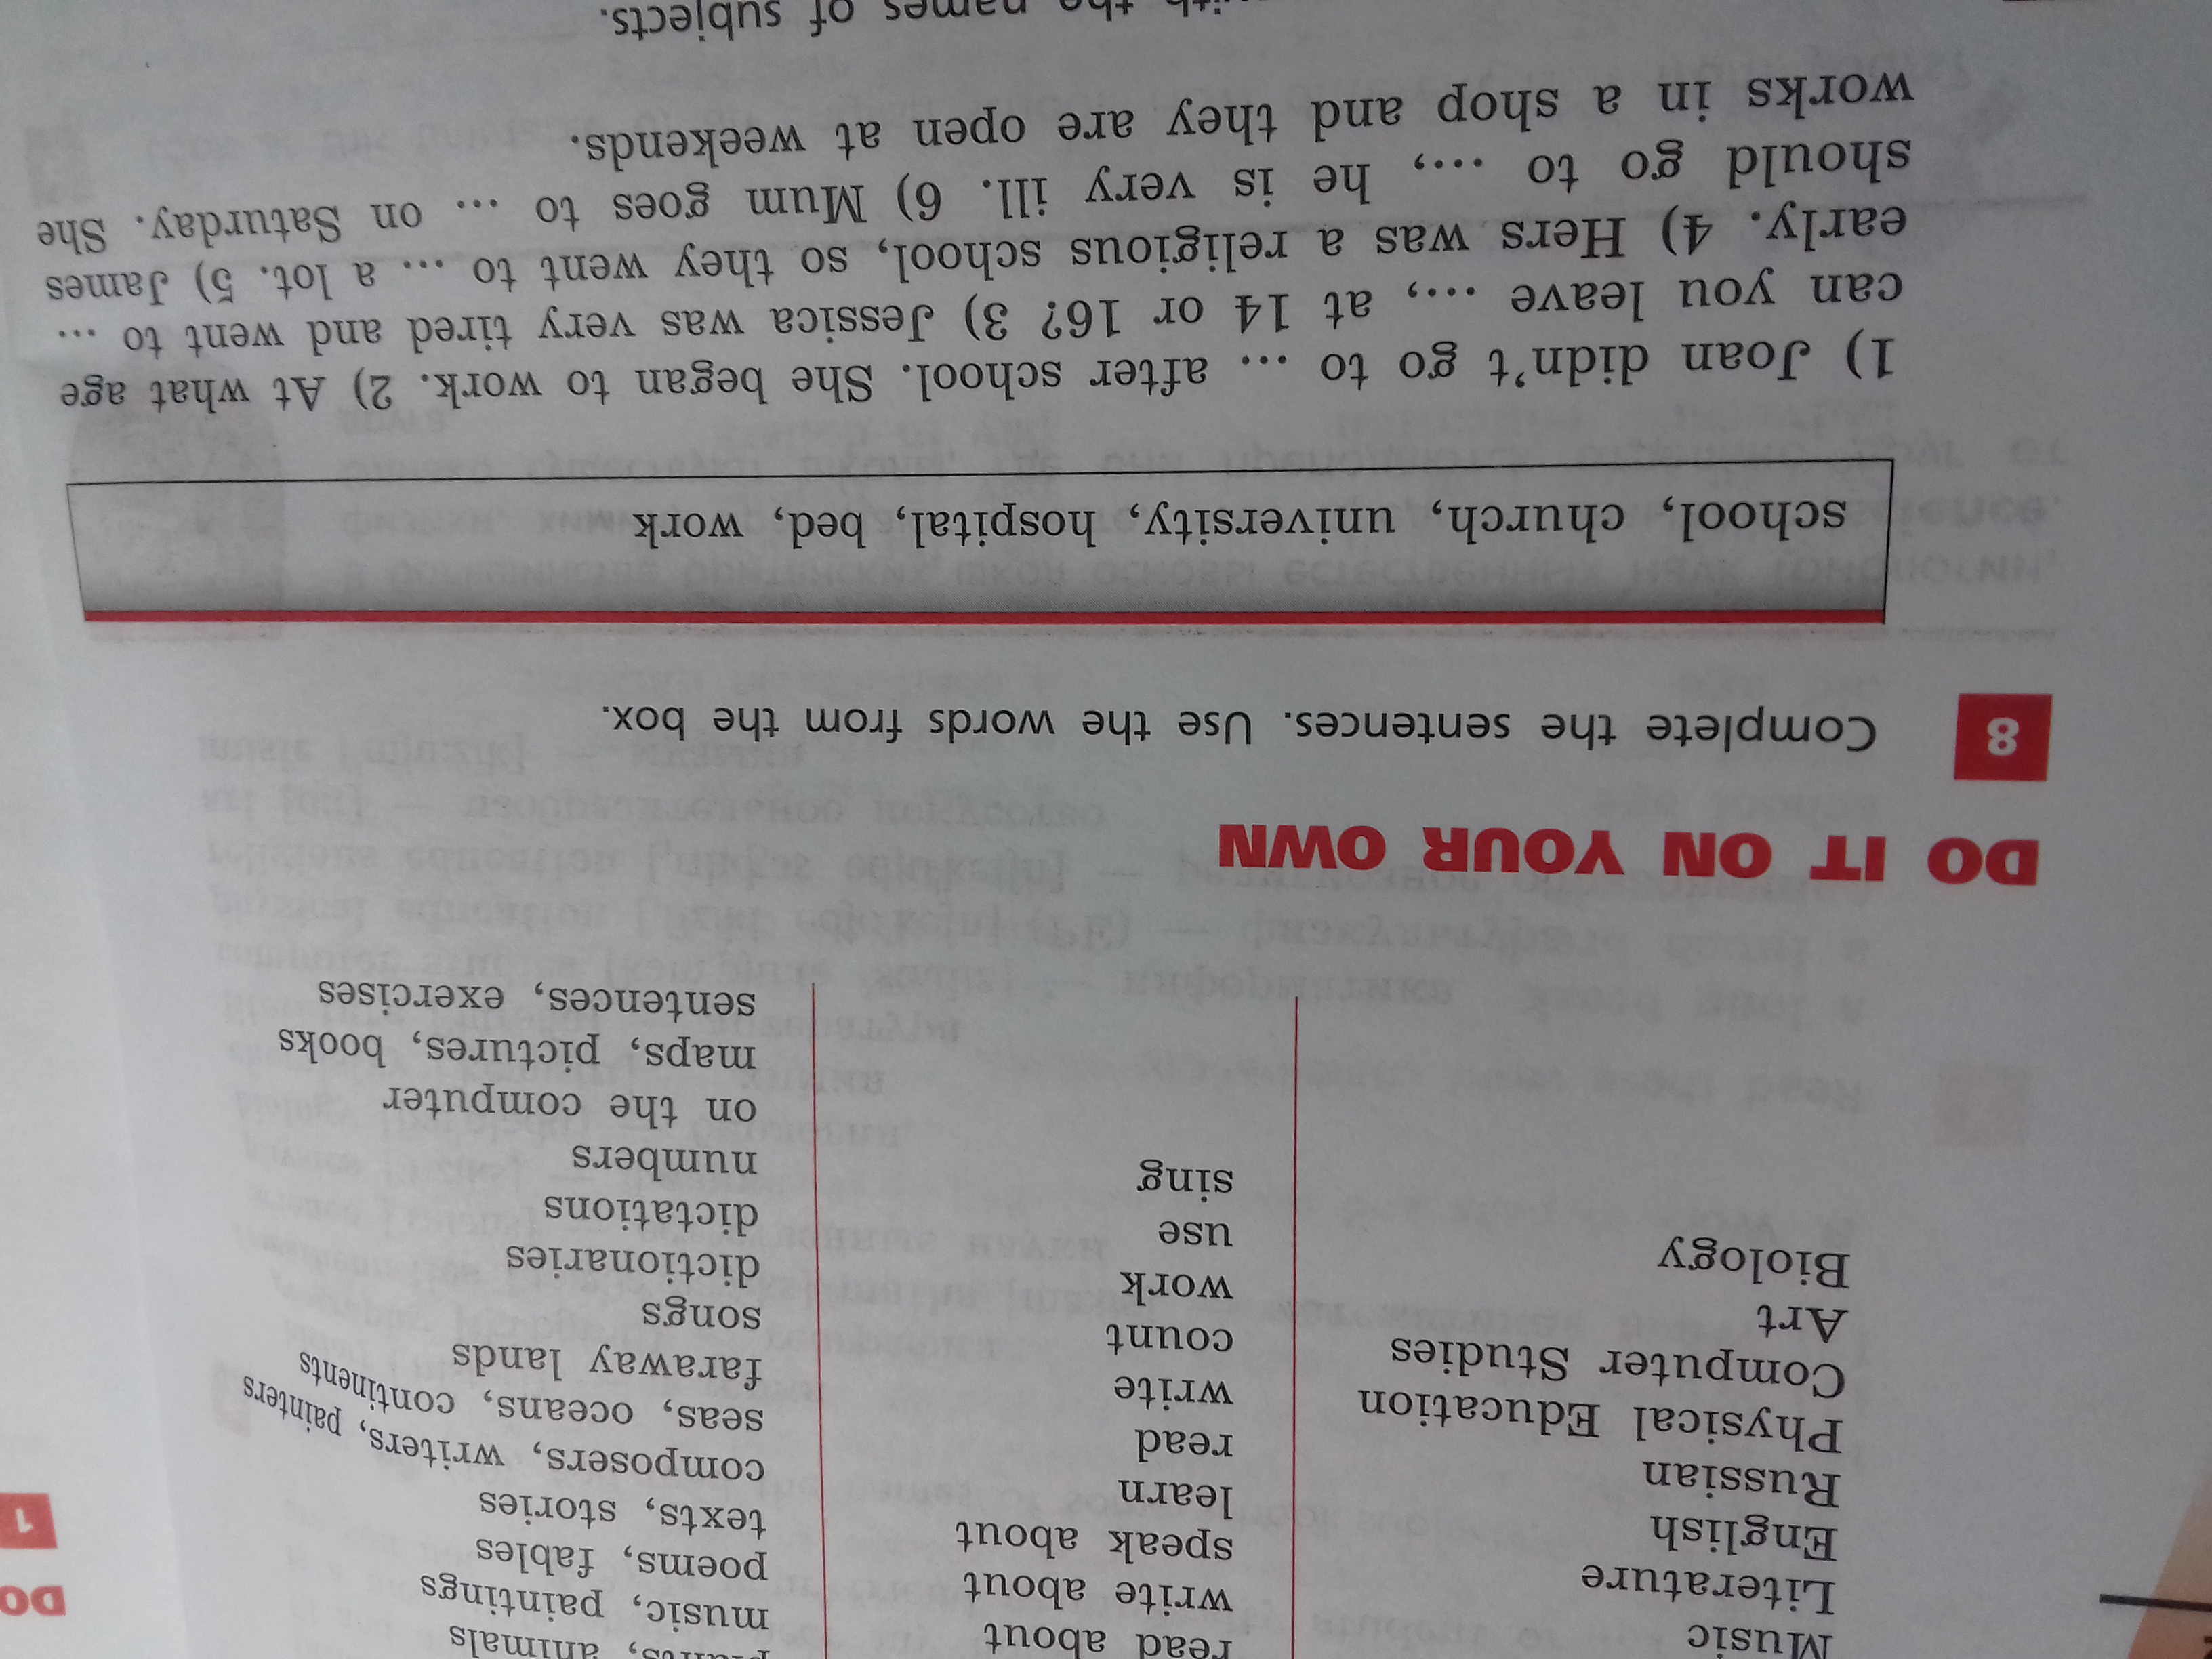 Music
Literature
English
Russian
Physical Education
Computer Studies
Art
Biology
read about
write about
speak about
learn
read
write
count
work
use
sing
animals
music, paintings
poems, fables
texts, stories
composers, writers, painters
seas, oceans, continents
faraway lands
songs
dictionaries
dictations
numbers
on the computer
maps, pictures, books
sentences, exercises
DO IT ON YOUR OWN
8 Complete the sentences. Use the words from the box.
school, church, university, hospital, bed, work
1) Joan didn't go to ... after school. She began to work. 2) At what age
can you leave ..., at 14 or 16? 3) Jessica was very tired and went to ...
early. 4) Hers was a religious school, so they went to ... a lot. 5) James
should go to ..., he is very ill. 6) Mum goes to ... on Saturday. She
works in a shop and they are open at weekends.
the names of subjects.
DO
1